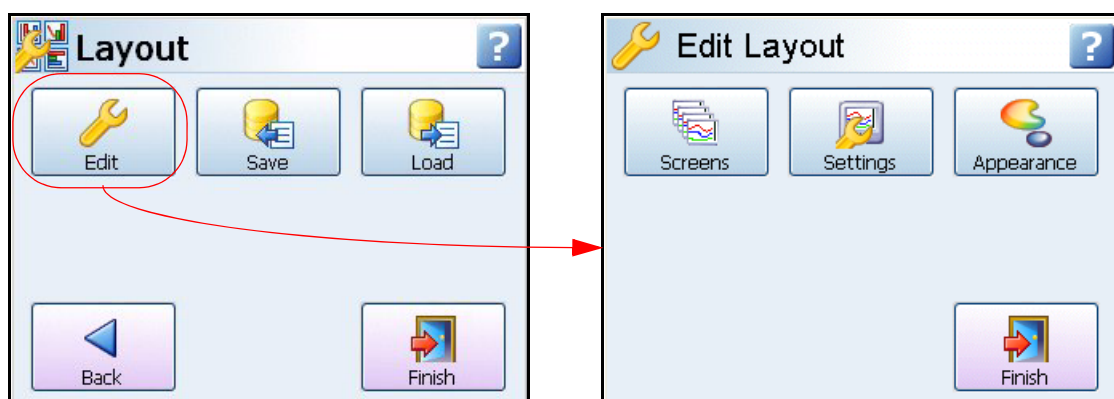 Layout
?
Edit
Save
Load
Back
Finish
Edit Layout
?
Screens
Settings
Appearance
Finish